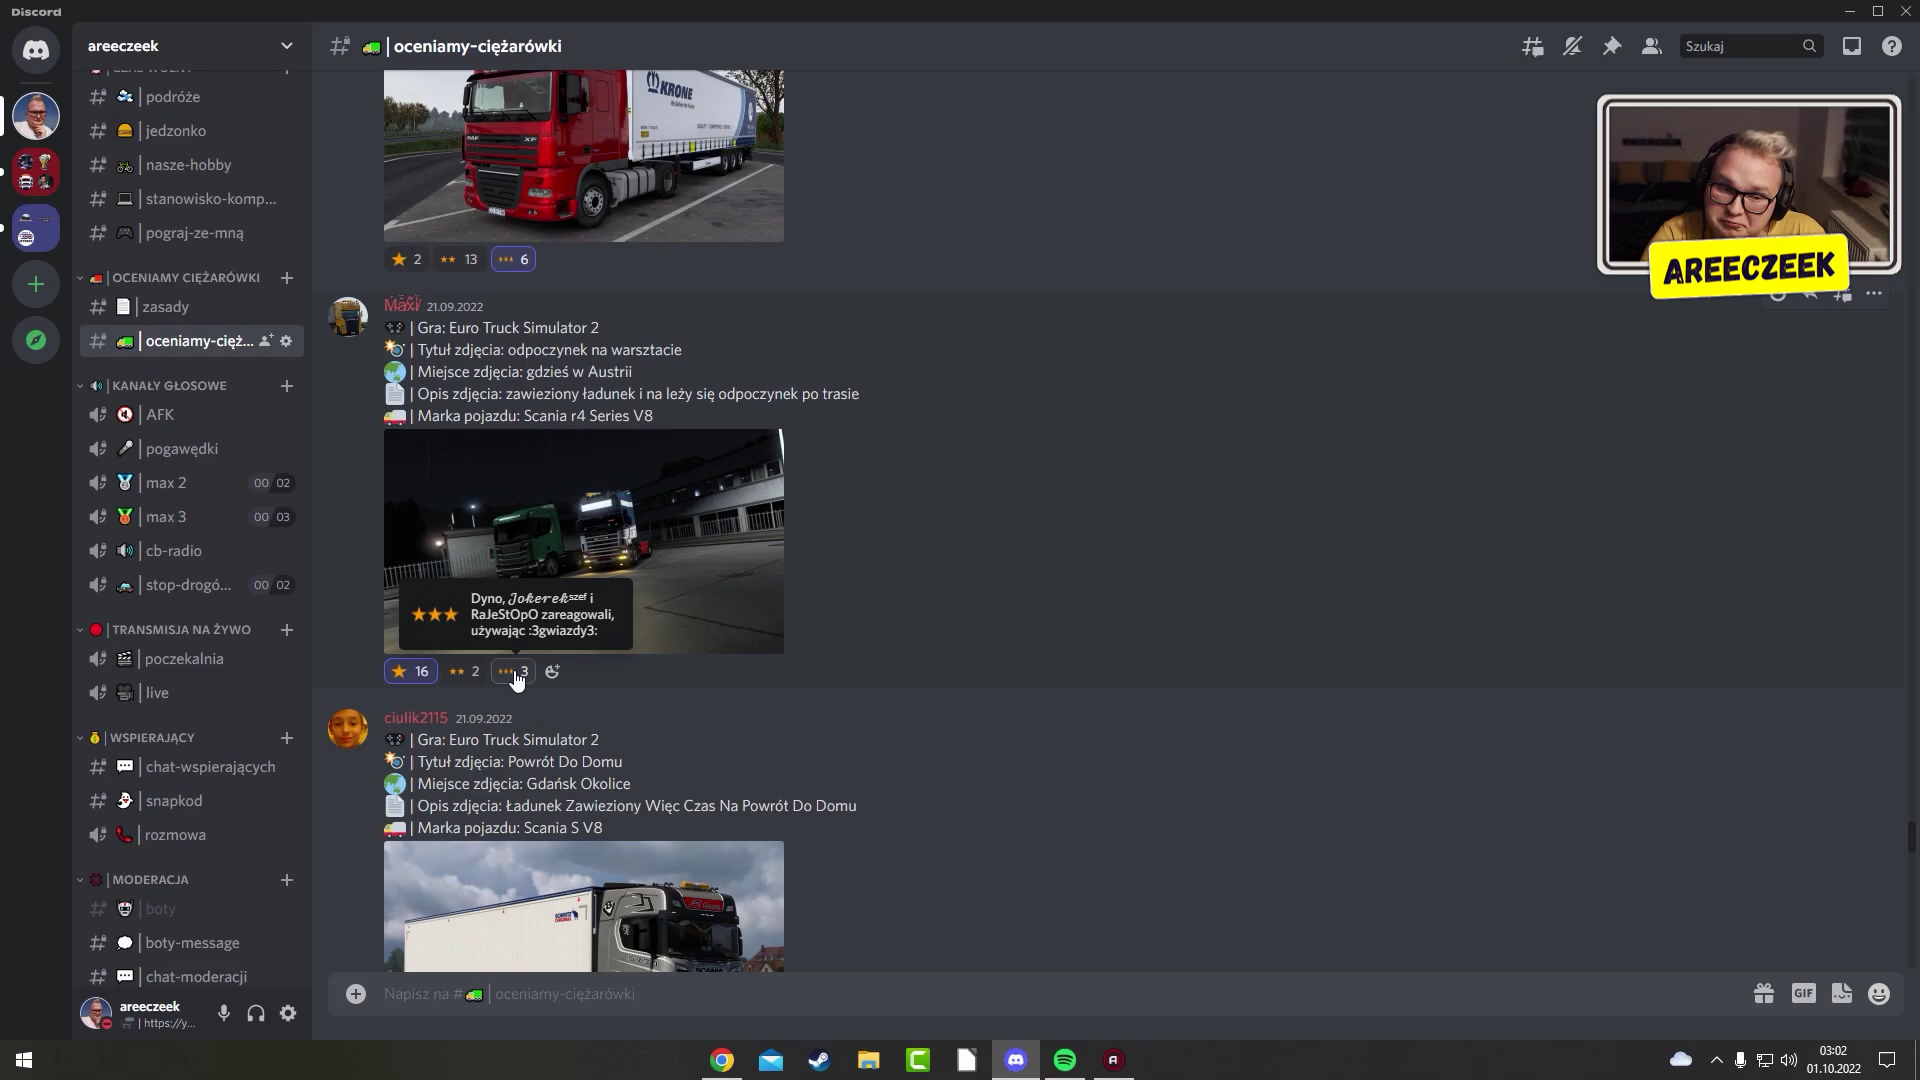 Discord
areeczeek
podróże
jedzonko
nasze-hobby
stanowisko-komp...
pograj-ze-mną
OCENIAMY CIĘŻARÓWKI
zasady
oceniamy-cięż...
KANAŁY GŁOSOWE
AFK
pogawędki
max 2 00 02
max 3 00 03
cb-radio
stop-drogó... 00 02
TRANSMISJA NA ŻYWO
poczekalnia
live
WSPIERAJĄCY
chat-wspierających
snapkod
rozmowa
MODERACJA
boty
boty-message
chat-moderacji
areeczeek
| https://y...
| oceniamy-ciężarówki
Szukaj
KRONE
2 13 6
Maxi 21.09.2022
| Gra: Euro Truck Simulator 2
| Tytuł zdjęcia: odpoczynek na warsztacie
| Miejsce zdjęcia: gdzieś w Austrii
| Opis zdjęcia: zawieziony ładunek i na leży się odpoczynek po trasie
| Marka pojazdu: Scania r4 Series V8
Dyno, Jokerekszef i
RaJeStOpO zareagowali,
używając :3gwiazdy3:
16 2 3
ciulik2115 21.09.2022
| Gra: Euro Truck Simulator 2
| Tytuł zdjęcia: Powrót Do Domu
| Miejsce zdjęcia: Gdańsk Okolice
| Opis zdjęcia: Ładunek Zawieziony Więc Czas Na Powrót Do Domu
| Marka pojazdu: Scania S V8
Napisz na # | oceniamy-ciężarówki
GIF
AREECZEEK
03:02
01.10.2022